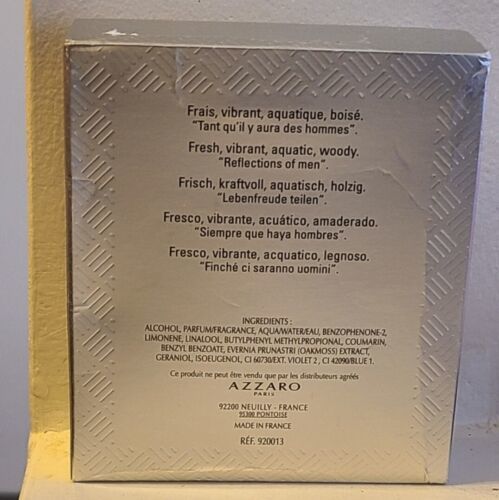 Frais, vibrant, aquatique, boisé.
"Tant qu'il y aura des hommes".
Fresh, vibrant, aquatic, woody.
"Reflections of men".
Frisch, kraftvoll, aquatisch, holzig.
"Lebenfreude teilen".
Fresco, vibrante, acuático, amaderado.
"Siempre que haya hombres".
Fresco, vibrante, acquatico, legnoso.
"Finché ci saranno uomini".
INGREDIENTS :
ALCOHOL, PARFUM/FRAGRANCE, AQUA/WATER/EAU, BENZOPHENONE-2,
LIMONENE, LINALOOL, BUTYLPHENYL METHYLPROPIONAL, COUMARIN,
BENZYL BENZOATE, EVERNIA PRUNASTRI (OAKMOSS) EXTRACT,
GERANIOL, ISOEUGENOL, CI 60730/EXT. VIOLET 2 , CI 42090/BLUE 1.
Ce produit ne peut être vendu que par les distributeurs agréés
AZZARO
PARIS
92200 NEUILLY - FRANCE
95300 PONTOISE
MADE IN FRANCE
RÉF. 920013